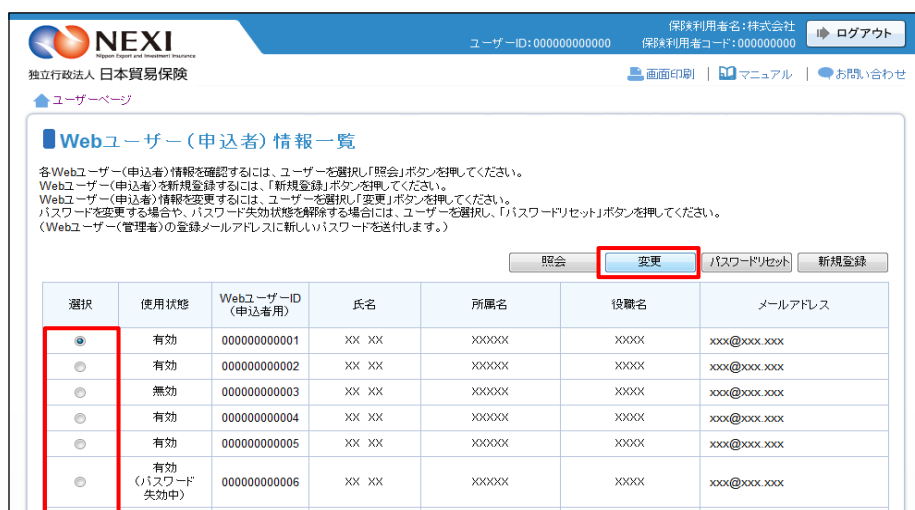 NEXI
Nippon Export and Investment Insurance
独立行政法人 日本貿易保険
ユーザーID:000000000000
保険利用者名:株式会社
保険利用者コード:000000000
ログアウト
画面印刷 | マニュアル | お問い合わせ
ユーザーページ
Webユーザー(申込者)情報一覧
各Webユーザー(申込者)情報を確認するには、ユーザーを選択し「照会」ボタンを押してください。
Webユーザー(申込者)を新規登録するには、「新規登録」ボタンを押してください。
Webユーザー(申込者)情報を変更するには、ユーザーを選択し「変更」ボタンを押してください。
パスワードを変更する場合や、パスワード失効状態を解除する場合には、ユーザーを選択し、「パスワードリセット」ボタンを押してください。
(Webユーザー(管理者)の登録メールアドレスに新しいパスワードを送付します。)
照会 変更 パスワードリセット 新規登録
選択 使用状態 WebユーザーID (申込者用) 氏名 所属名 役職名 メールアドレス
有効 000000000001 XX XX XXXXX XXXX xxx@xxx.xxx
有効 000000000002 XX XX XXXXX XXXX xxx@xxx.xxx
無効 000000000003 XX XX XXXXX XXXX xxx@xxx.xxx
有効 000000000004 XX XX XXXXX XXXX xxx@xxx.xxx
有効 000000000005 XX XX XXXXX XXXX xxx@xxx.xxx
有効 (パスワード失効中) 000000000006 XX XX XXXXX XXXX xxx@xxx.xxx